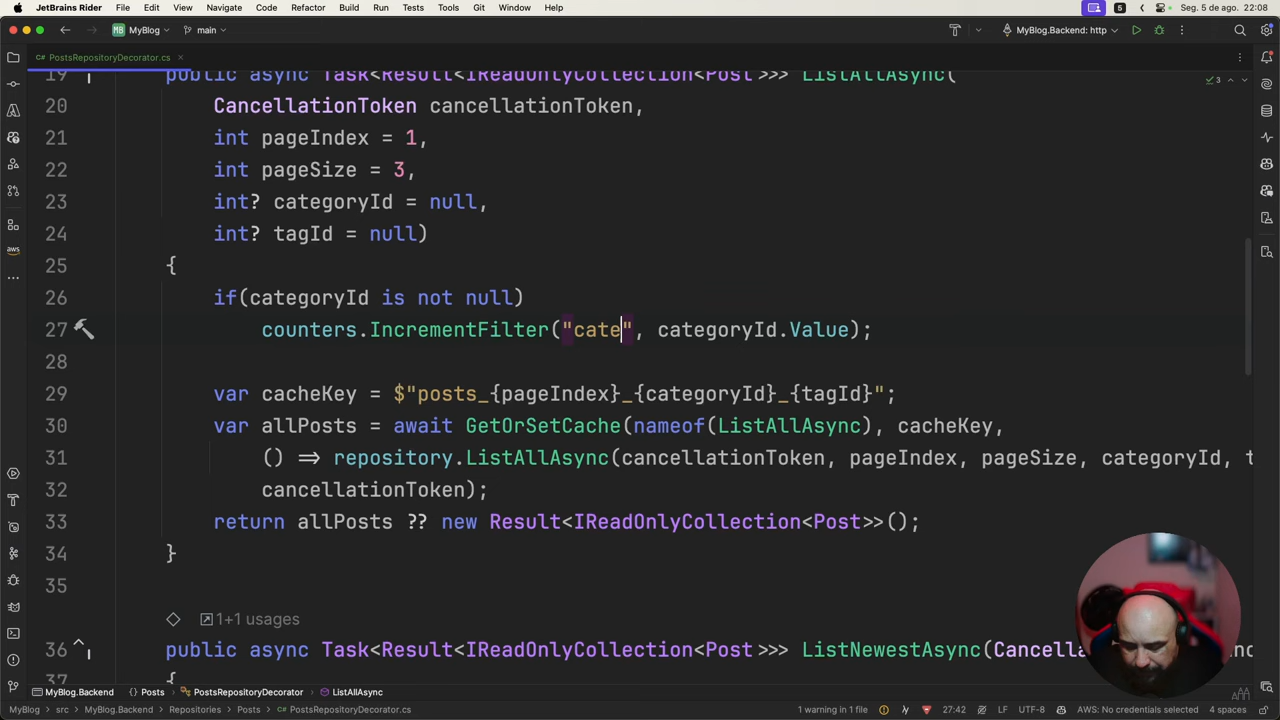 JetBrains Rider File Edit View Navigate Code Refactor Build Run Tests Tools Git Window Help 5 Seg. 5 de ago. 22:08
MB MyBlog main MyBlog.Backend: http
C# PostsRepositoryDecorator.cs ×
19 public async Task<Result<IReadOnlyCollection<Post>>> ListAllAsync( 3
20 CancellationToken cancellationToken,
21 int pageIndex = 1,
22 int pageSize = 3,
23 int? categoryId = null,
24 int? tagId = null)
25 {
26 if(categoryId is not null)
27 counters.IncrementFilter("cate", categoryId.Value);
28
29 var cacheKey = $"posts_{pageIndex}_{categoryId}_{tagId}";
30 var allPosts = await GetOrSetCache(nameof(ListAllAsync), cacheKey,
31 () => repository.ListAllAsync(cancellationToken, pageIndex, pageSize, categoryId, t
32 cancellationToken);
33 return allPosts ?? new Result<IReadOnlyCollection<Post>>();
34 }
35
1+1 usages
36 public async Task<Result<IReadOnlyCollection<Post>>> ListNewestAsync(Cancella
37 {
MyBlog.Backend Posts PostsRepositoryDecorator ListAllAsync
MyBlog src MyBlog.Backend Repositories Posts C# PostsRepositoryDecorator.cs 1 warning in 1 file 27:42 LF UTF-8 AWS: No credentials selected 4 spaces